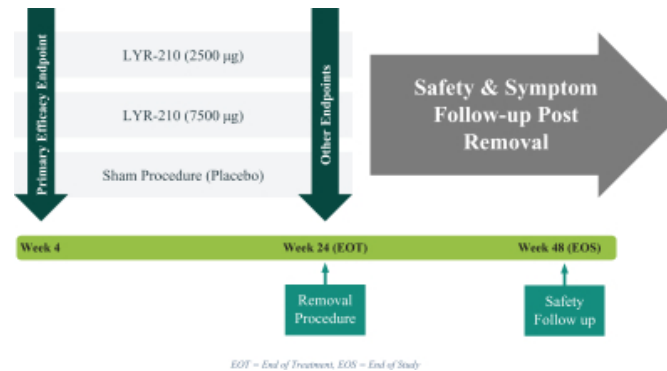 Primary Efficacy Endpoint
LYR-210 (2500 µg)
LYR-210 (7500 µg)
Sham Procedure (Placebo)
Other Endpoints
Safety & Symptom
Follow-up Post
Removal
Week 4
Week 24 (EOT)
Week 48 (EOS)
Removal
Procedure
Safety
Follow up
EOT = End of Treatment, EOS = End of Study